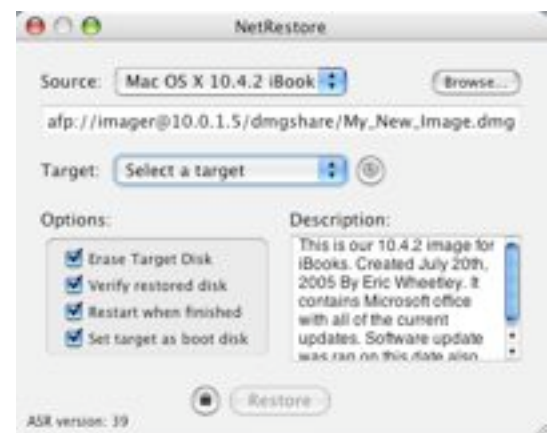 NetRestore
Source: Mac OS X 10.4.2 iBook Browse...
afp://imager@10.0.1.5/dmgshare/My_New_Image.dmg
Target: Select a target
Options:
Erase Target Disk
Verify restored disk
Restart when finished
Set target as boot disk
Description:
This is our 10.4.2 image for
iBooks. Created July 20th,
2005 By Eric Wheetley. It
contains Microsoft office
with all of the current
updates. Software update
was ran on this date also
Restore
ASR version: 39